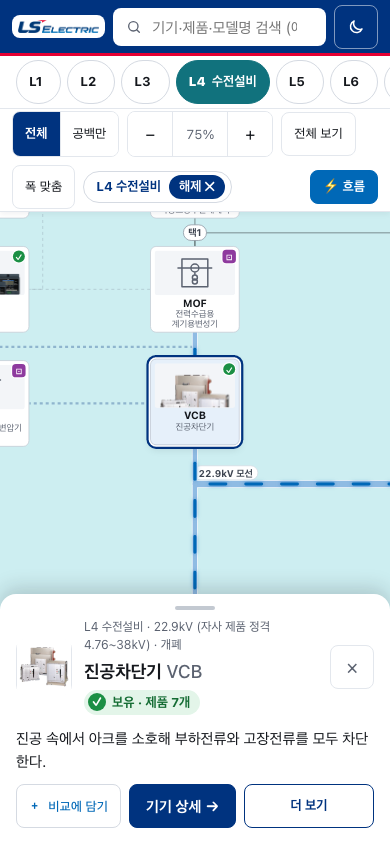 LS ELECTRIC
기기·제품·모델명 검색 (0
L1
L2
L3
L4 수전설비
L5
L6
전체
공백만
−
75%
+
전체 보기
폭 맞춤
L4 수전설비
해제 ✕
⚡ 흐름
택1
MOF
전력수급용
계기용변성기
변압기
VCB
진공차단기
22.9kV 모선
L4 수전설비 · 22.9kV (자사 제품 정격
4.76~38kV) · 개폐
진공차단기 VCB
보유 · 제품 7개
×
진공 속에서 아크를 소호해 부하전류와 고장전류를 모두 차단
한다.
+ 비교에 담기
기기 상세 →
더 보기